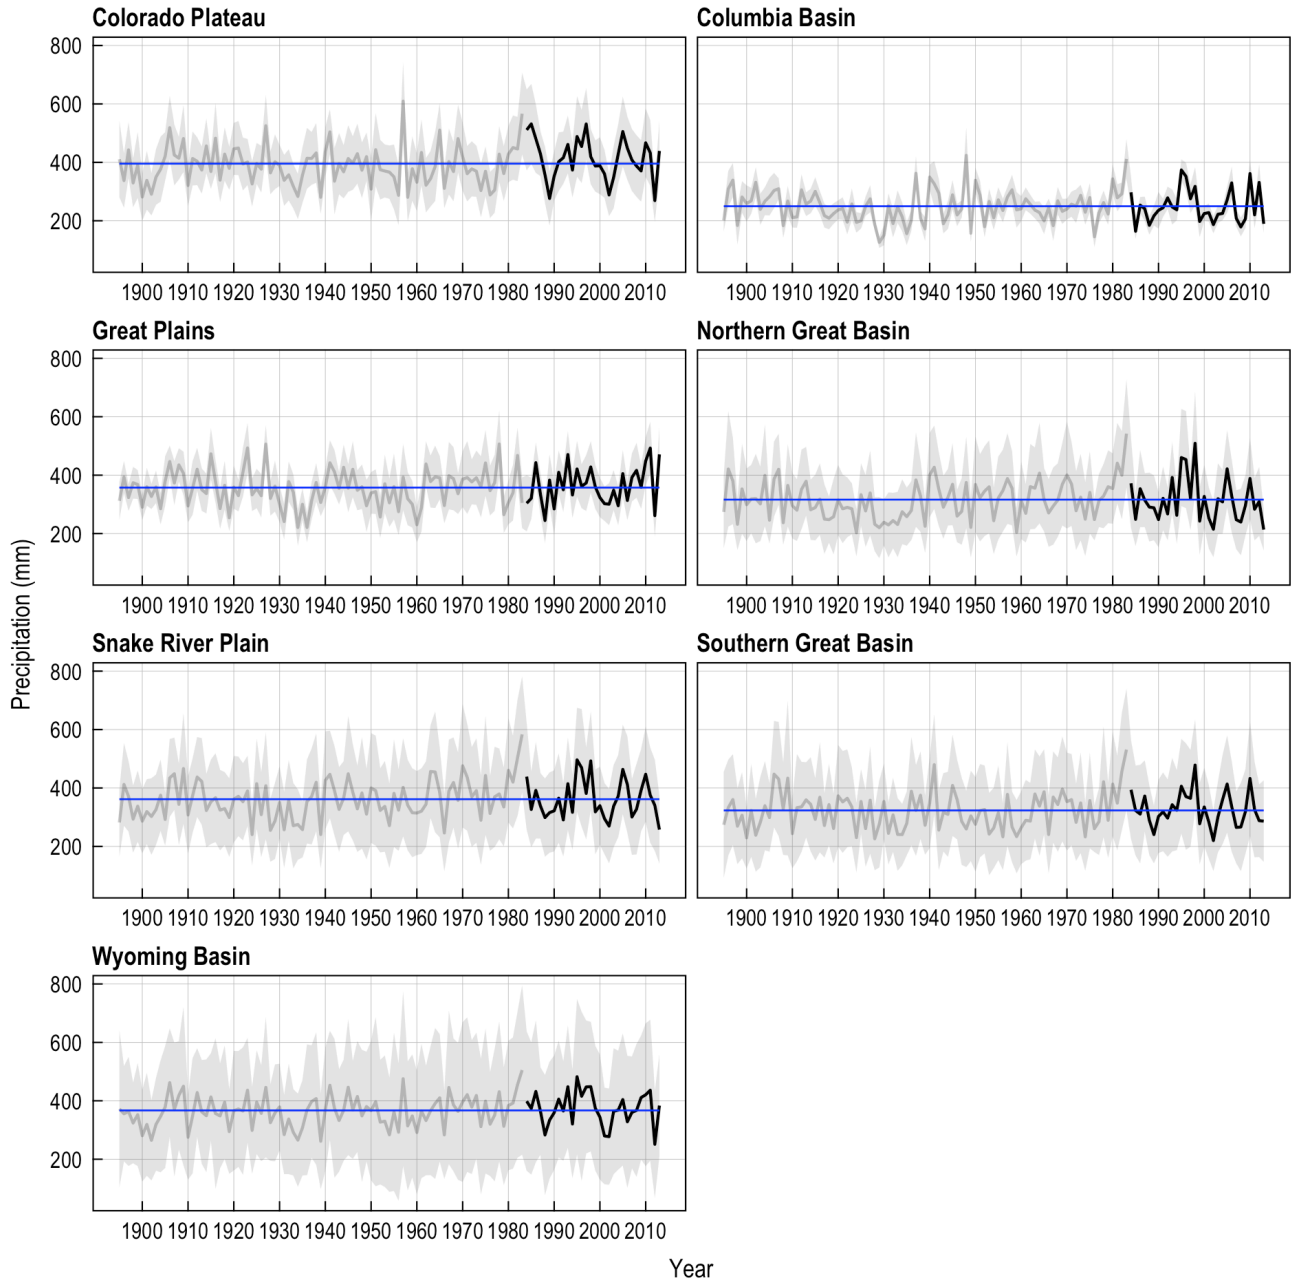 Colorado Plateau
Columbia Basin
800
600
400
200
1900 1910 1920 1930 1940 1950 1960 1970 1980 1990 2000 2010
1900 1910 1920 1930 1940 1950 1960 1970 1980 1990 2000 2010
Great Plains
Northern Great Basin
800
600
400
200
1900 1910 1920 1930 1940 1950 1960 1970 1980 1990 2000 2010
1900 1910 1920 1930 1940 1950 1960 1970 1980 1990 2000 2010
Precipitation (mm)
Snake River Plain
Southern Great Basin
800
600
400
200
1900 1910 1920 1930 1940 1950 1960 1970 1980 1990 2000 2010
1900 1910 1920 1930 1940 1950 1960 1970 1980 1990 2000 2010
Wyoming Basin
800
600
400
200
1900 1910 1920 1930 1940 1950 1960 1970 1980 1990 2000 2010
Year